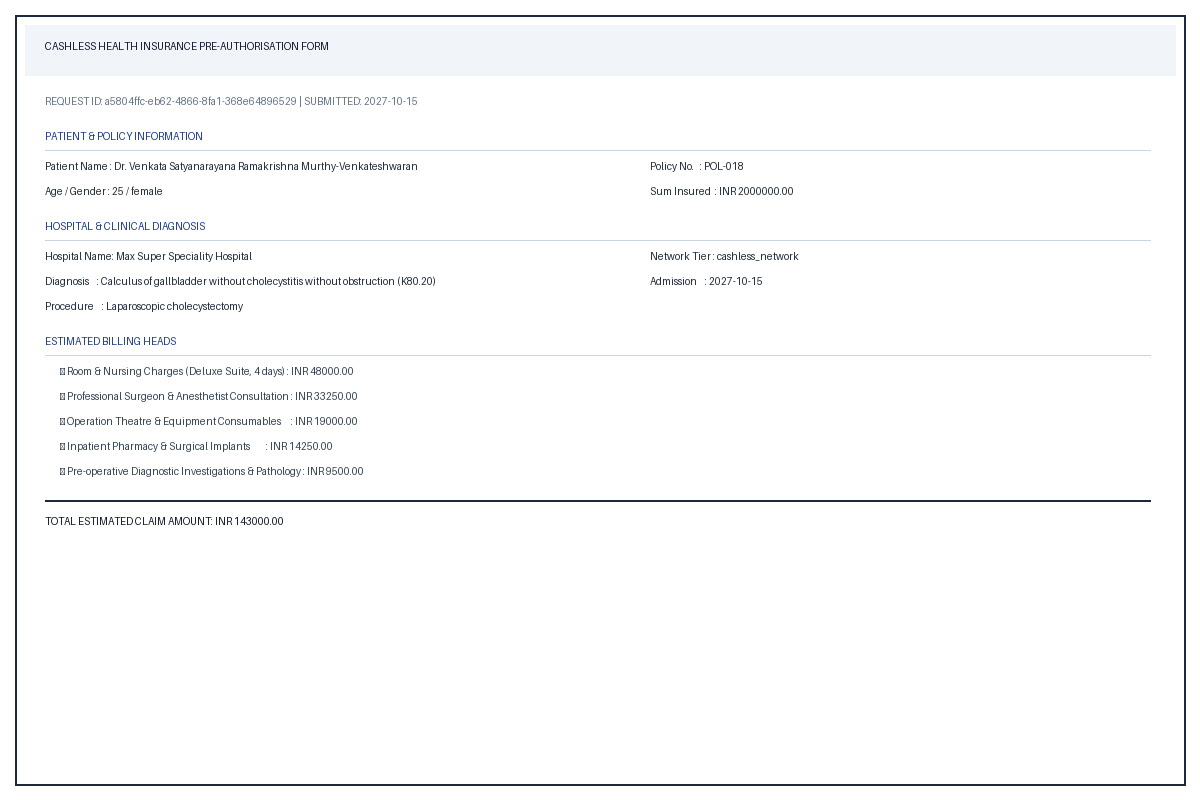 CASHLESS HEALTH INSURANCE PRE-AUTHORISATION FORM
REQUEST ID: a5804ffc-eb62-4866-8fa1-368e64896529 | SUBMITTED: 2027-10-15
PATIENT & POLICY INFORMATION
Patient Name : Dr. Venkata Satyanarayana Ramakrishna Murthy-Venkateshwaran Policy No. : POL-018
Age / Gender : 25 / female Sum Insured : INR 2000000.00
HOSPITAL & CLINICAL DIAGNOSIS
Hospital Name: Max Super Speciality Hospital Network Tier : cashless_network
Diagnosis : Calculus of gallbladder without cholecystitis without obstruction (K80.20) Admission : 2027-10-15
Procedure : Laparoscopic cholecystectomy
ESTIMATED BILLING HEADS
Room & Nursing Charges (Deluxe Suite, 4 days) : INR 48000.00
Professional Surgeon & Anesthetist Consultation : INR 33250.00
Operation Theatre & Equipment Consumables : INR 19000.00
Inpatient Pharmacy & Surgical Implants : INR 14250.00
Pre-operative Diagnostic Investigations & Pathology : INR 9500.00
TOTAL ESTIMATED CLAIM AMOUNT: INR 143000.00